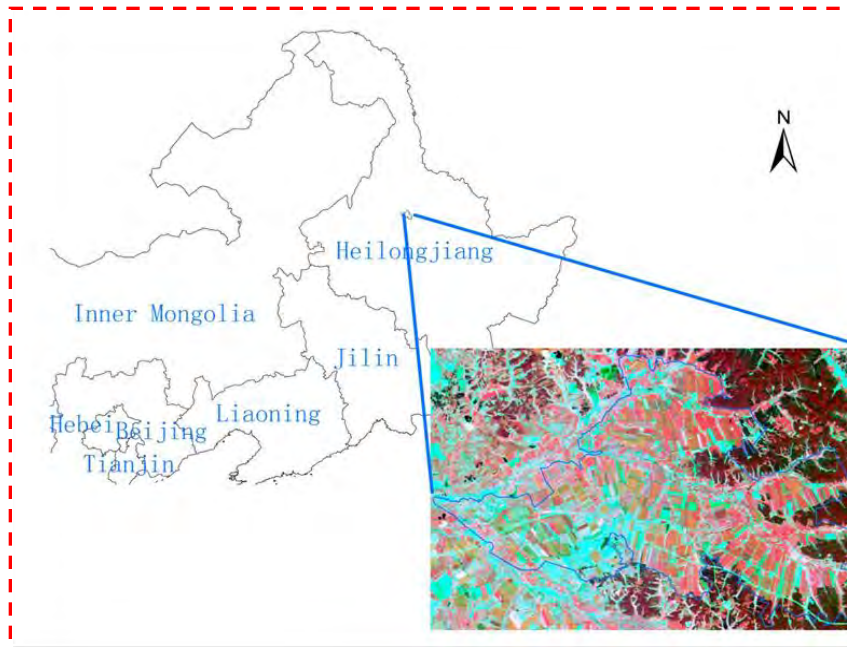 N
Heilongjiang
Inner Mongolia
Jilin
Liaoning
Hebei
Beijing
Tianjin